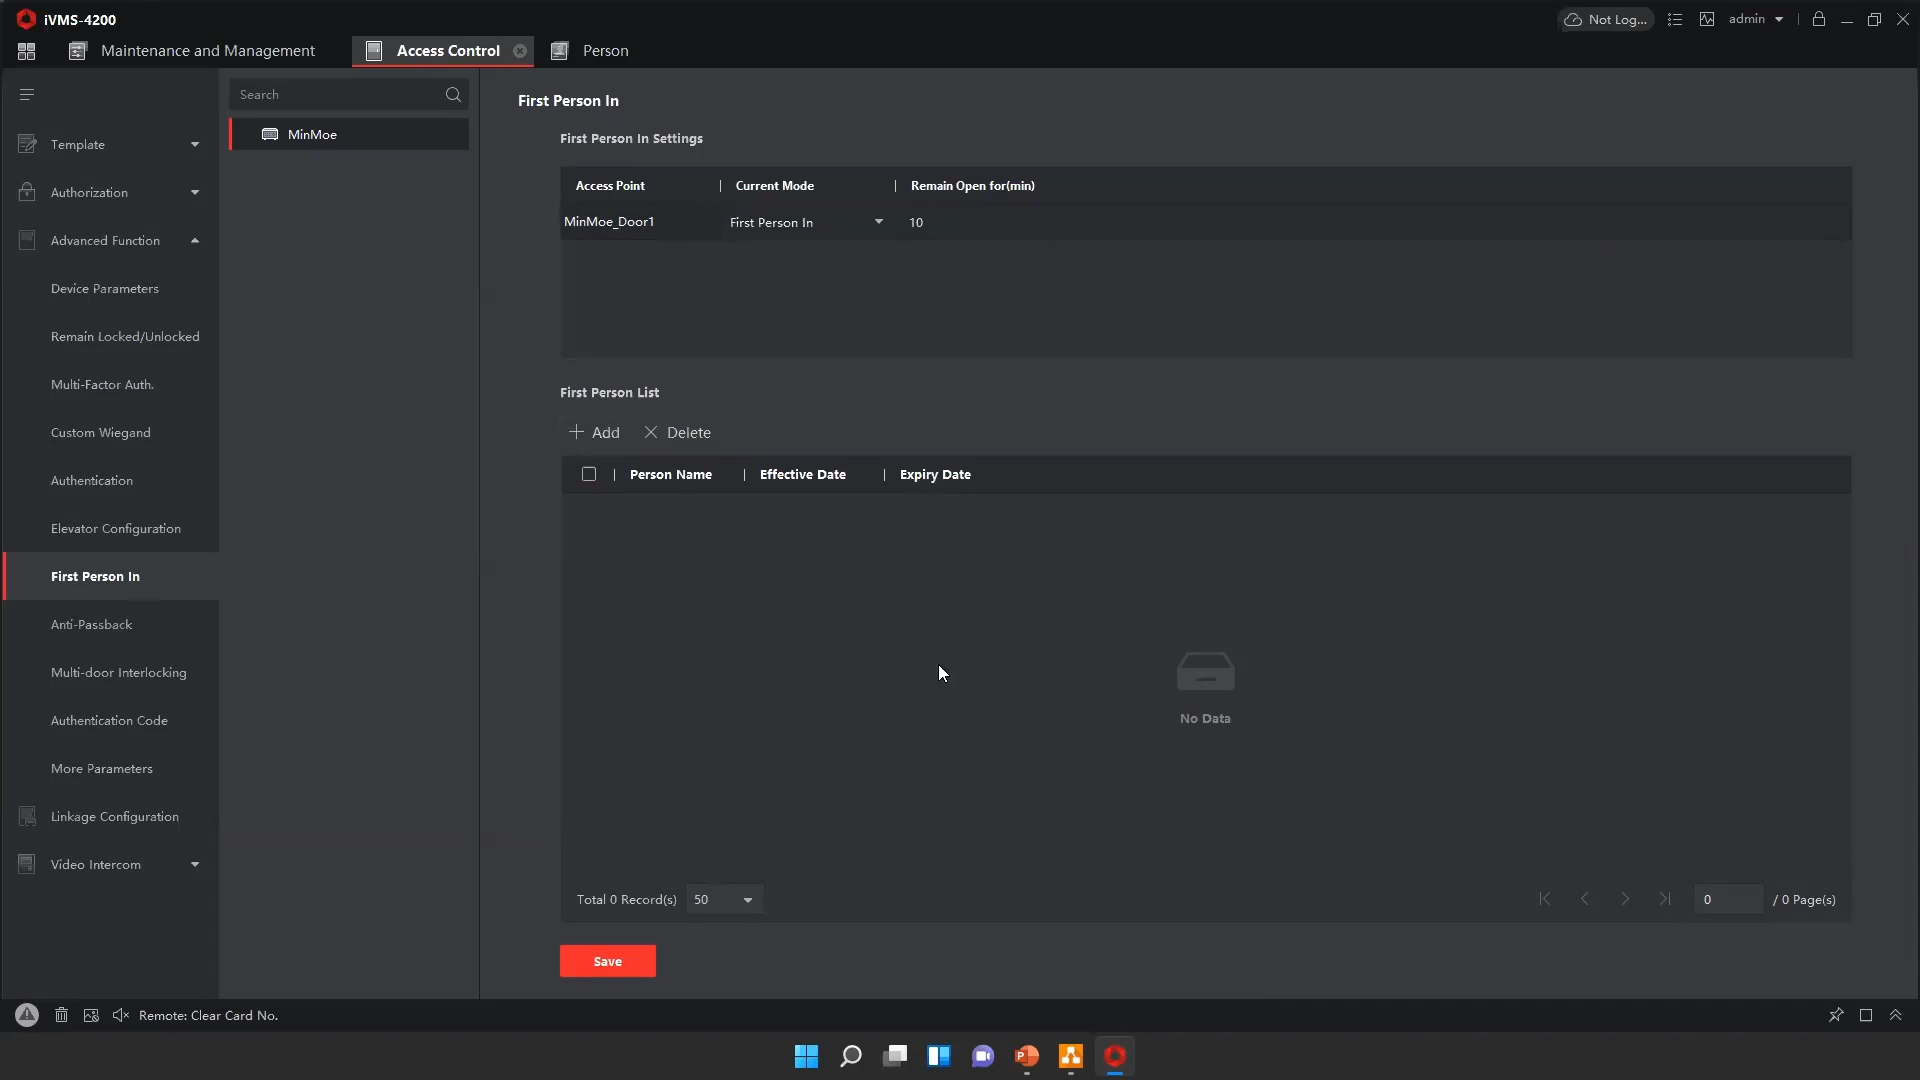 iVMS-4200
Not Log...
admin
Maintenance and Management
Access Control
Person
Template
Authorization
Advanced Function
Device Parameters
Remain Locked/Unlocked
Multi-Factor Auth.
Custom Wiegand
Authentication
Elevator Configuration
First Person In
Anti-Passback
Multi-door Interlocking
Authentication Code
More Parameters
Linkage Configuration
Video Intercom
Search
MinMoe
First Person In
First Person In Settings
Access Point | Current Mode | Remain Open for(min)
MinMoe_Door1 First Person In 10
First Person List
Add Delete
| Person Name | Effective Date | Expiry Date
No Data
Total 0 Record(s) 50 0 / 0 Page(s)
Save
Remote: Clear Card No.